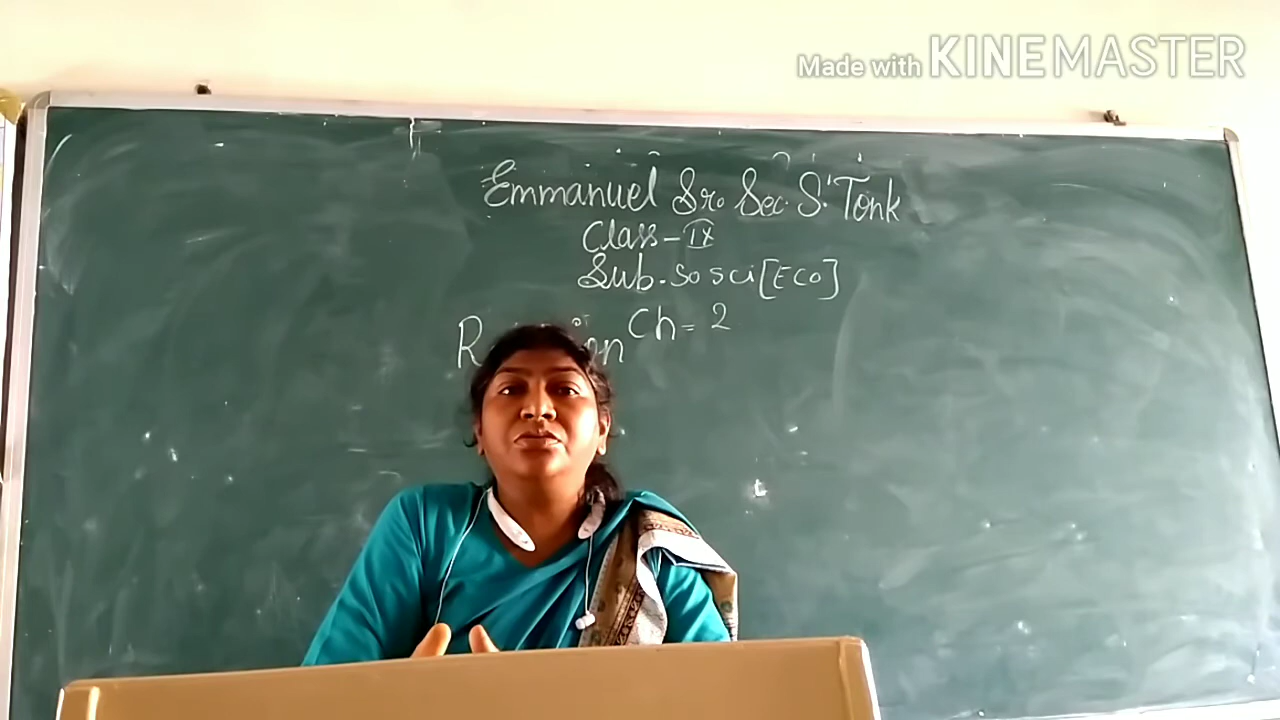 Made with KINEMASTER
Emmanuel Sr. Sec. S. Tonk
Class - IX
Sub. So sci [ECO]
Ch = 2